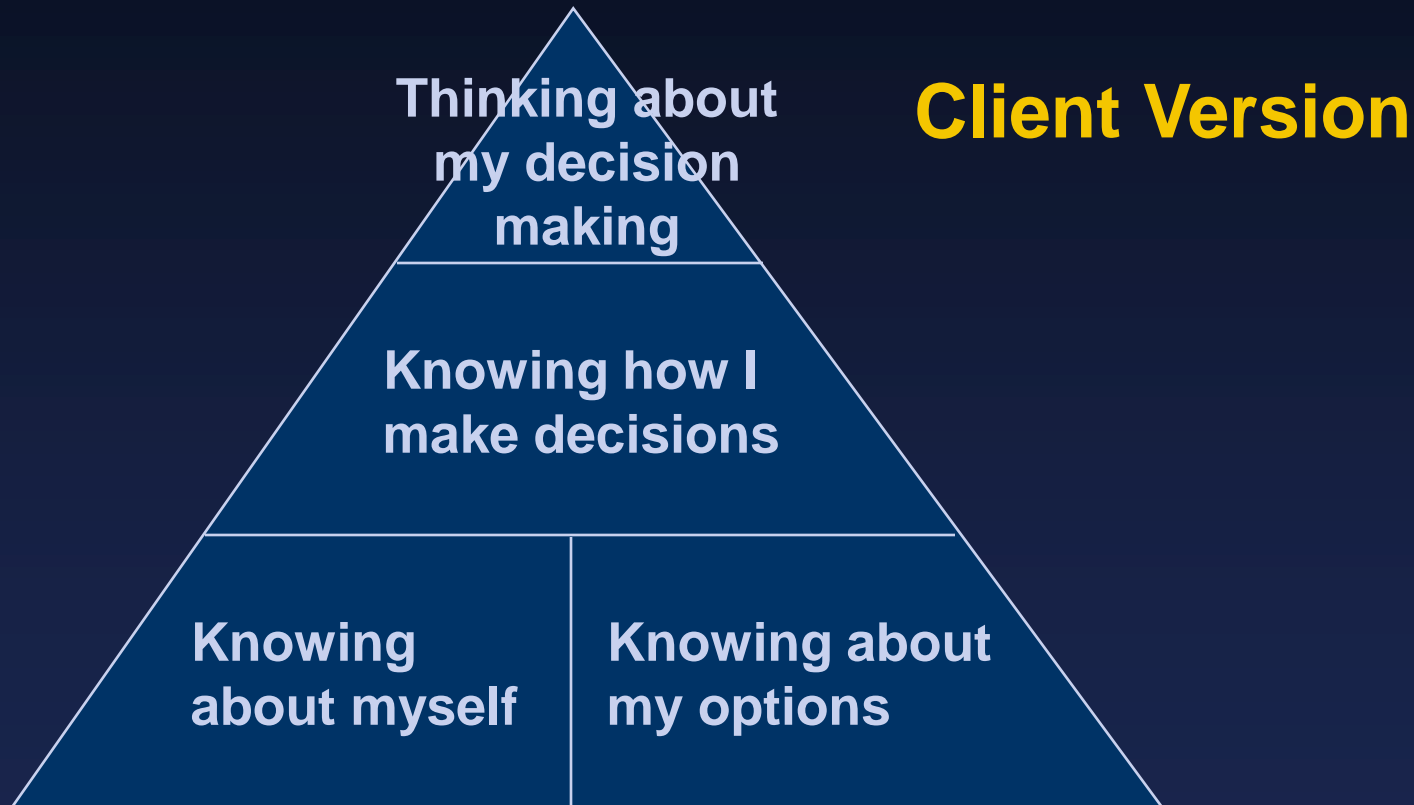 Client Version
Thinking about
my decision
making
Knowing how I
make decisions
Knowing
about myself
Knowing about
my options